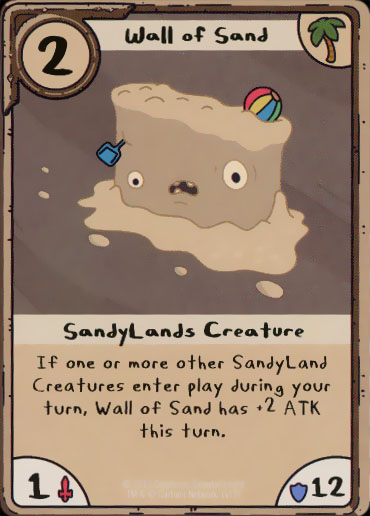 2
Wall of Sand
SandyLands Creature
If one or more other SandyLand
Creatures enter play during your
turn, Wall of Sand has +2 ATK
this turn.
1
12